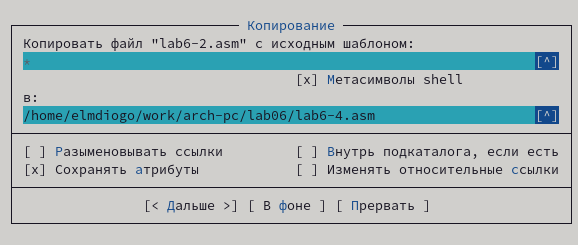 Копирование
Копировать файл "lab6-2.asm" с исходным шаблоном:
* [^]
[x] Метасимволы shell
в:
/home/elmdiogo/work/arch-pc/lab06/lab6-4.asm [^]
[ ] Разыменовывать ссылки [ ] Внутрь подкаталога, если есть
[x] Сохранять атрибуты [ ] Изменять относительные ссылки
[< Дальше >] [ В фоне ] [ Прервать ]